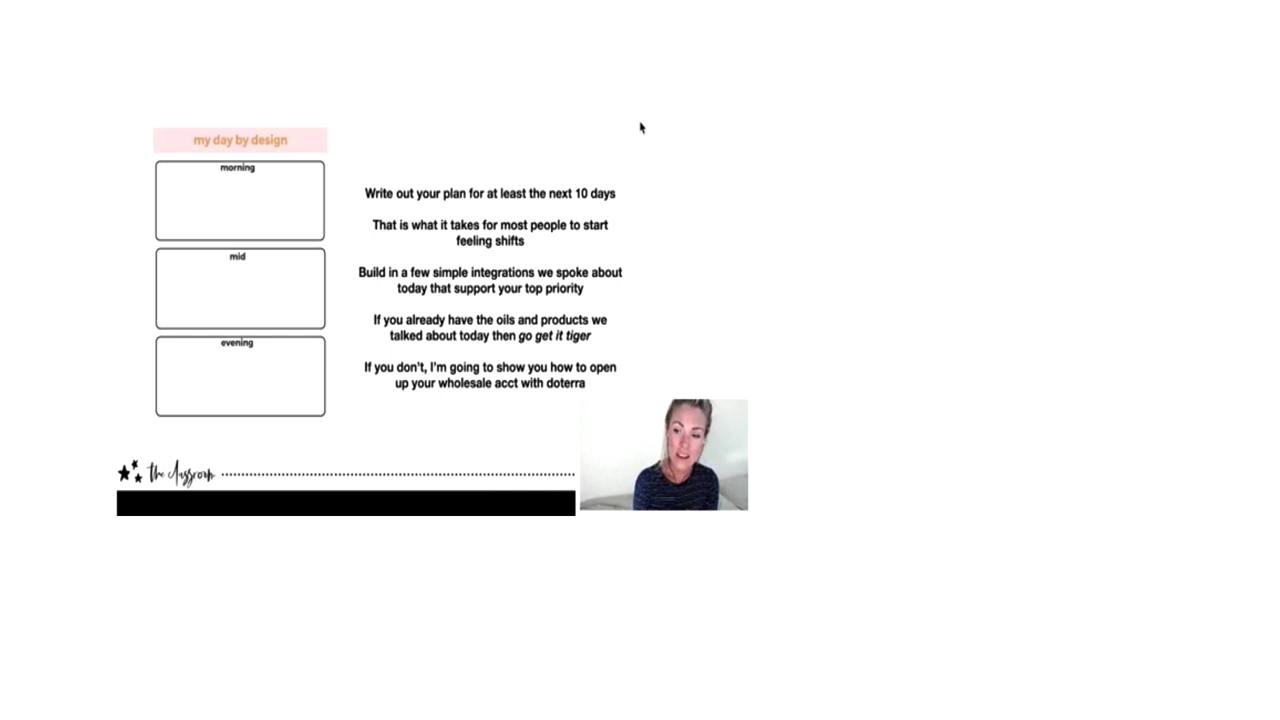 my day by design
morning
mid
evening
Write out your plan for at least the next 10 days
That is what it takes for most people to start
feeling shifts
Build in a few simple integrations we spoke about
today that support your top priority
If you already have the oils and products we
talked about today then go get it tiger
If you don't, I'm going to show you how to open
up your wholesale acct with doterra
the classroom